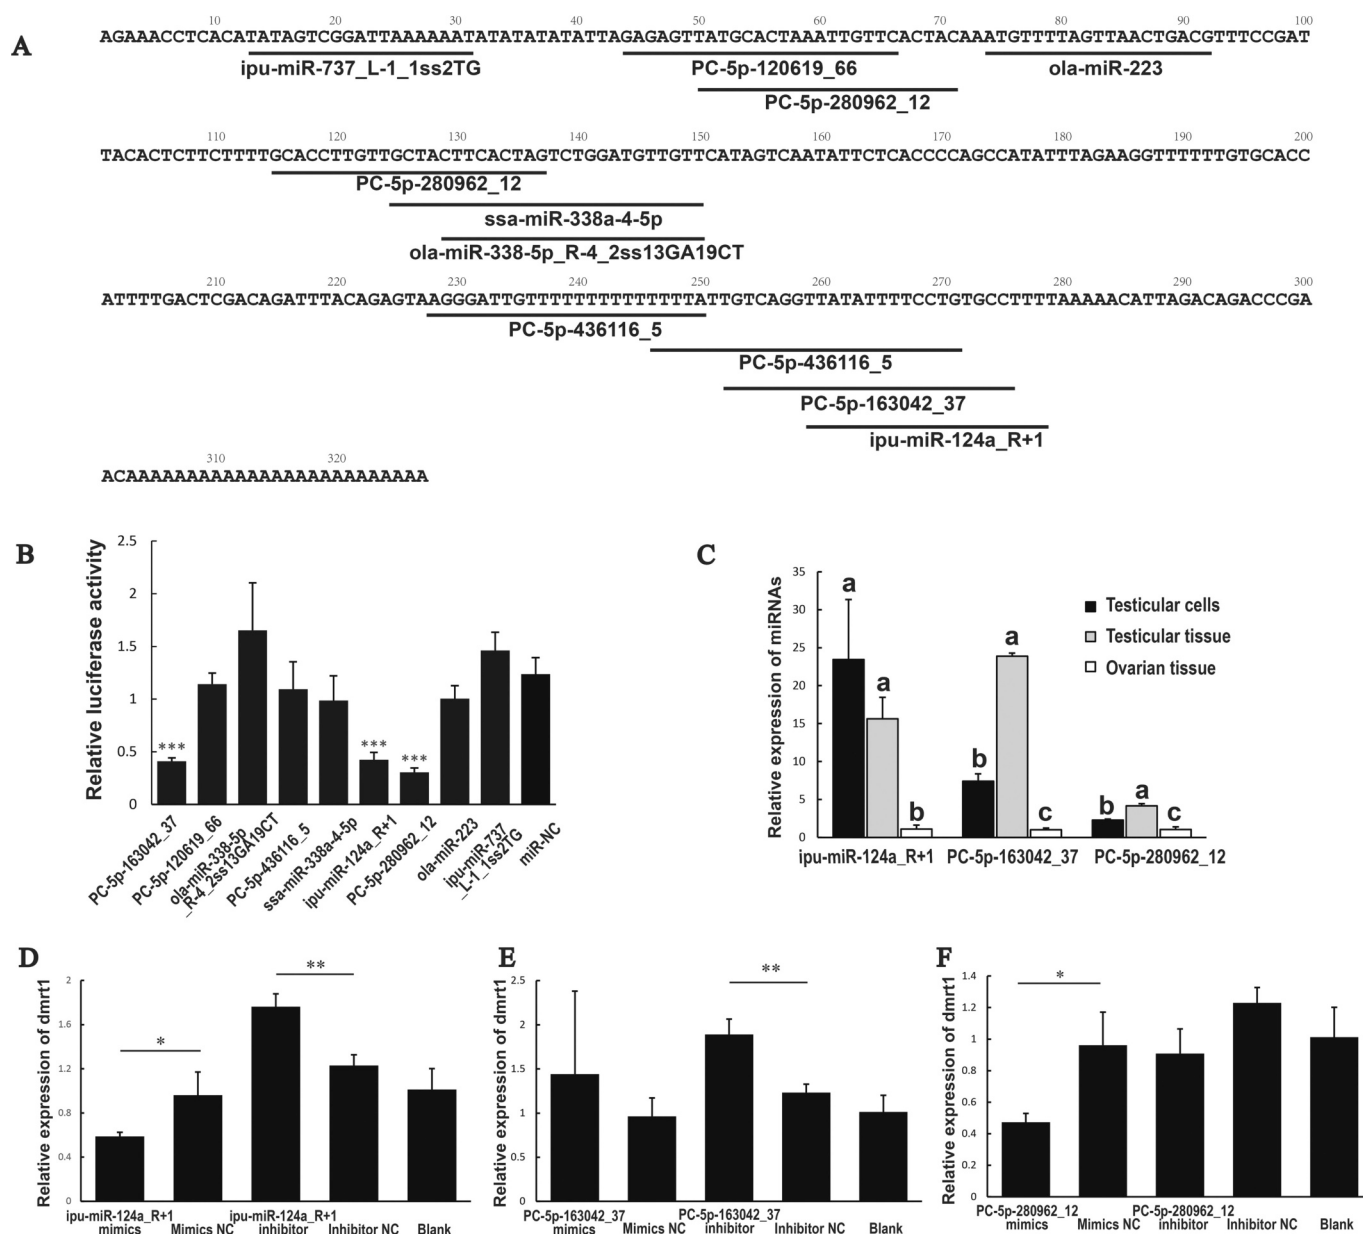 A
10 20 30 40 50 60 70 80 90 100
AGAAACCTCACATATAGTCGGATTAAAAAATATATATATATTAGAGAGTTATGCACTAAATTGTTCACTACAAATGTTTTAGTTAACTGACGTTTCCGAT
ipu-miR-737_L-1_1ss2TG PC-5p-120619_66 ola-miR-223
PC-5p-280962_12
110 120 130 140 150 160 170 180 190 200
TACACTCTTCTTTTGCACCTTGTTGCTACTTCACTAGTCTGGATGTTGTTCATAGTCAATATTCTCACCCCAGCCATATTTAGAAGGTTTTTTGTGCACC
PC-5p-280962_12
ssa-miR-338a-4-5p
ola-miR-338-5p_R-4_2ss13GA19CT
210 220 230 240 250 260 270 280 290 300
ATTTTGACTCGACAGATTTACAGAGTAAGGGATTGTTTTTTTTTTTTTTTATTGTCAGGTTATATTTTCCTGTGCCTTTTAAAAACATTAGACAGACCCGA
PC-5p-436116_5
PC-5p-436116_5
PC-5p-163042_37
ipu-miR-124a_R+1
310 320
ACAAAAAAAAAAAAAAAAAAAAAAAAA
B
Relative luciferase activity
2.5
2
1.5
1
0.5
0
*** *** ***
PC-5p-163042_37
PC-5p-120619_66
ola-miR-338-5p
_R-4_2ss13GA19CT
PC-5p-436116_5
ssa-miR-338a-4-5p
ipu-miR-124a_R+1
PC-5p-280962_12
ola-miR-223
ipu-miR-737
_L-1_1ss2TG
miR-NC
C
Relative expression of miRNAs
35
30
25
20
15
10
5
0
a a b
b a c
b a c
Testicular cells
Testicular tissue
Ovarian tissue
ipu-miR-124a_R+1 PC-5p-163042_37 PC-5p-280962_12
D
Relative expression of dmrt1
2
1.6
1.2
0.8
0.4
0
* **
ipu-miR-124a_R+1
mimics
Mimics NC
ipu-miR-124a_R+1
inhibitor
Inhibitor NC
Blank
E
Relative expression of dmrt1
2.5
2
1.5
1
0.5
0
**
PC-5p-163042_37
mimics
Mimics NC
PC-5p-163042_37
inhibitor
Inhibitor NC
Blank
F
Relative expression of dmrt1
1.4
1.2
1
0.8
0.6
0.4
0.2
0
*
PC-5p-280962_12
mimics
Mimics NC
PC-5p-280962_12
inhibitor
Inhibitor NC
Blank